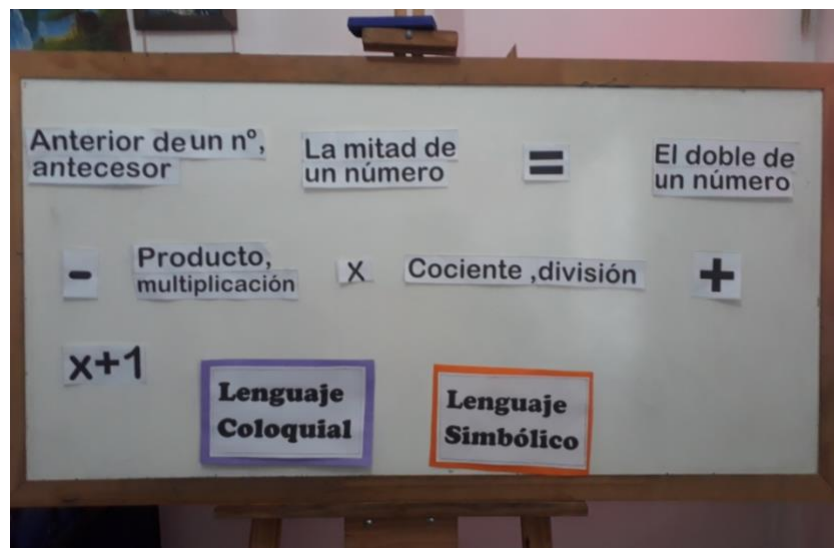 Anterior de un nº,
antecesor
La mitad de
un número
=
El doble de
un número
-
Producto,
multiplicación
x
Cociente ,división
+
x+1
Lenguaje
Coloquial
Lenguaje
Simbólico